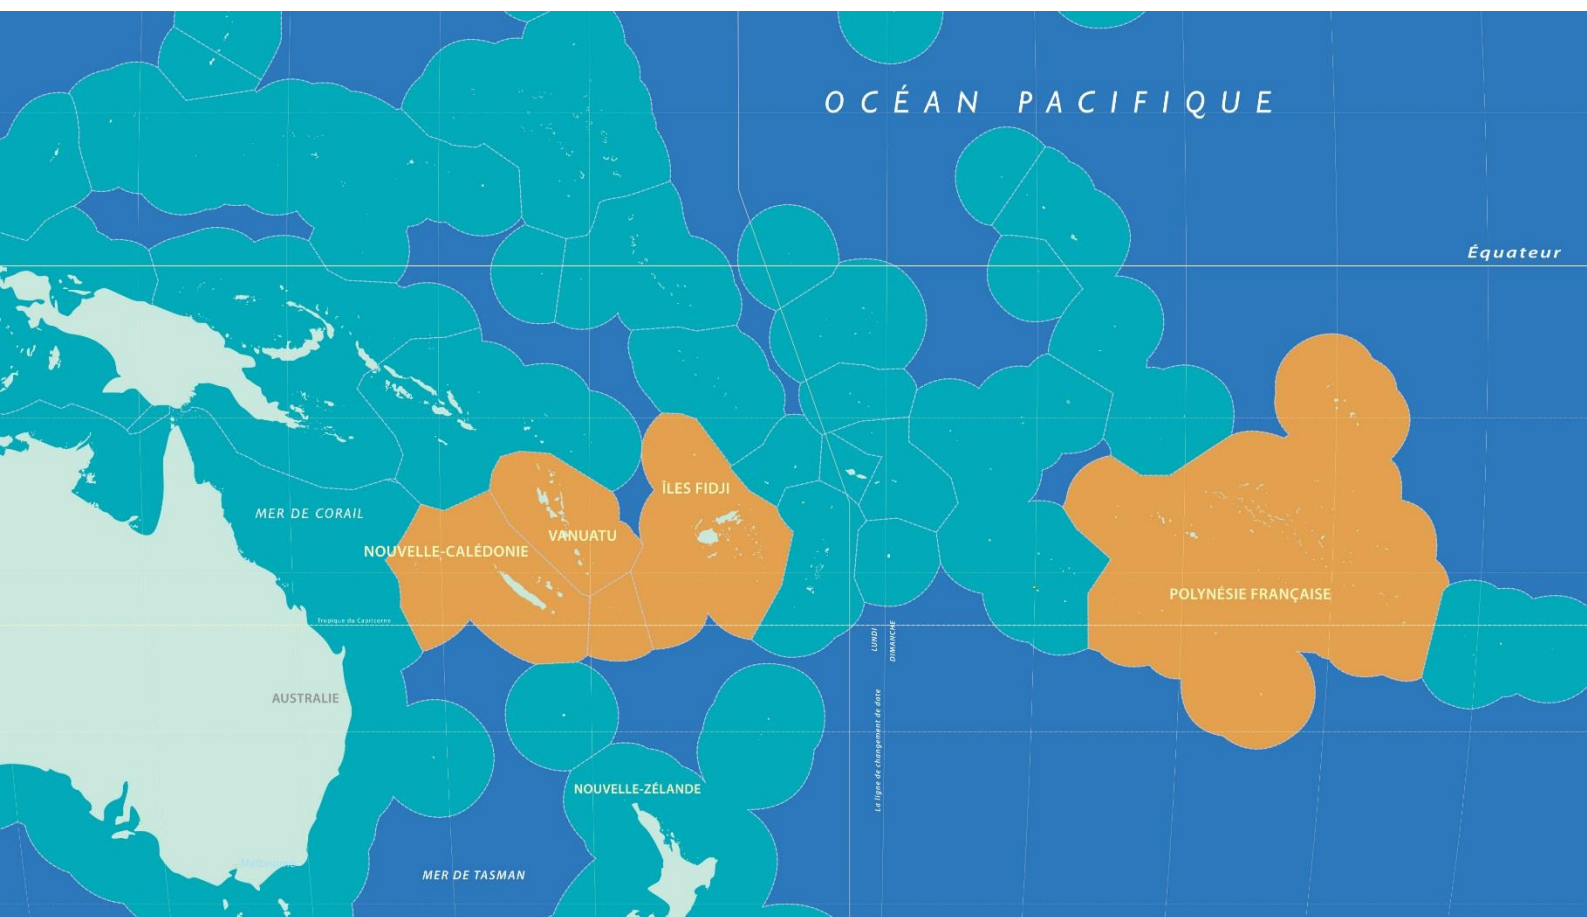 OCÉAN PACIFIQUE
Équateur
ÎLES FIDJI
MER DE CORAIL
VANUATU
NOUVELLE-CALÉDONIE
POLYNÉSIE FRANÇAISE
Tropique du Capricorne
LUNDI
DIMANCHE
AUSTRALIE
La ligne de changement de date
NOUVELLE-ZÉLANDE
Melbourne
MER DE TASMAN